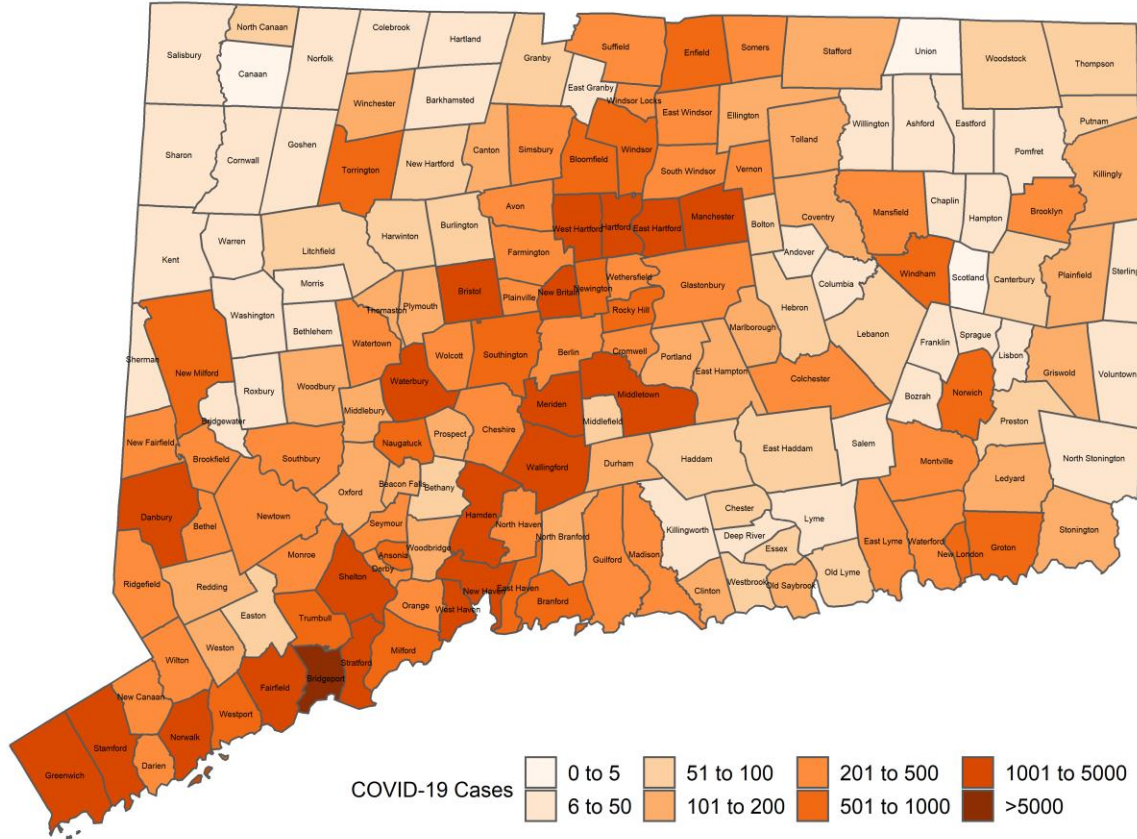 North Canaan
Colebrook
Hartland
Salisbury
Norfolk
Canaan
Granby
Suffield
Enfield
Somers
Stafford
Union
Woodstock
Thompson
East Granby
Winchester
Barkhamsted
Windsor Locks
East Windsor
Ellington
Willington
Ashford
Eastford
Putnam
Sharon
Cornwall
Goshen
Torrington
New Hartford
Canton
Simsbury
Bloomfield
Windsor
South Windsor
Vernon
Tolland
Pomfret
Killingly
Avon
West Hartford
Hartford
East Hartford
Manchester
Bolton
Coventry
Mansfield
Chaplin
Hampton
Brooklyn
Kent
Warren
Litchfield
Harwinton
Burlington
Farmington
Andover
Windham
Scotland
Canterbury
Plainfield
Sterling
Morris
Washington
Bethlehem
Thomaston
Plymouth
Bristol
Plainville
New Britain
Newington
Wethersfield
Rocky Hill
Glastonbury
Hebron
Columbia
Lebanon
Franklin
Sprague
Lisbon
Griswold
Voluntown
Sherman
New Milford
Roxbury
Woodbury
Watertown
Wolcott
Southington
Berlin
Cromwell
Portland
Marlborough
East Hampton
Colchester
Bozrah
Norwich
Preston
Bridgewater
Waterbury
Middlebury
Meriden
Middletown
Middlefield
New Fairfield
Brookfield
Southbury
Naugatuck
Prospect
Cheshire
Wallingford
Durham
Haddam
East Haddam
Salem
Montville
North Stonington
Ledyard
Danbury
Bethel
Newtown
Oxford
Beacon Falls
Bethany
Hamden
North Haven
North Branford
Killingworth
Chester
Lyme
Deep River
Essex
East Lyme
Waterford
New London
Groton
Stonington
Ridgefield
Redding
Monroe
Seymour
Ansonia
Derby
Woodbridge
Guilford
Madison
Clinton
Westbrook
Old Saybrook
Old Lyme
Easton
Shelton
Orange
New Haven
West Haven
East Haven
Branford
Weston
Trumbull
Milford
Wilton
New Canaan
Fairfield
Bridgeport
Stratford
Westport
Norwalk
Darien
Stamford
Greenwich
COVID-19 Cases
0 to 5
6 to 50
51 to 100
101 to 200
201 to 500
501 to 1000
1001 to 5000
>5000